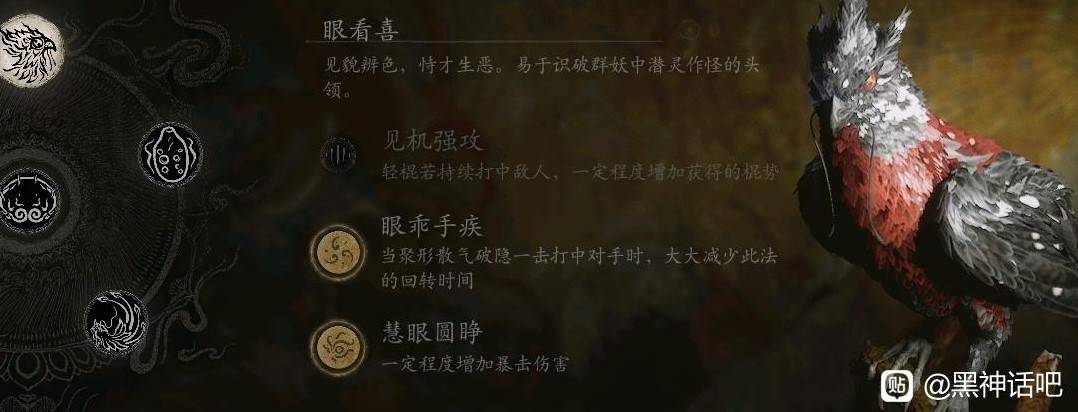 眼看喜
见貌辨色，恃才生恶。易于识破群妖中潜灵作怪的头
领。
见机强攻
轻棍若持续打中敌人，一定程度增加获得的棍势
眼乖手疾
当聚形散气破隐一击打中对手时，大大减少此法
的回转时间
慧眼圆睁
一定程度增加暴击伤害
贴 @黑神话吧